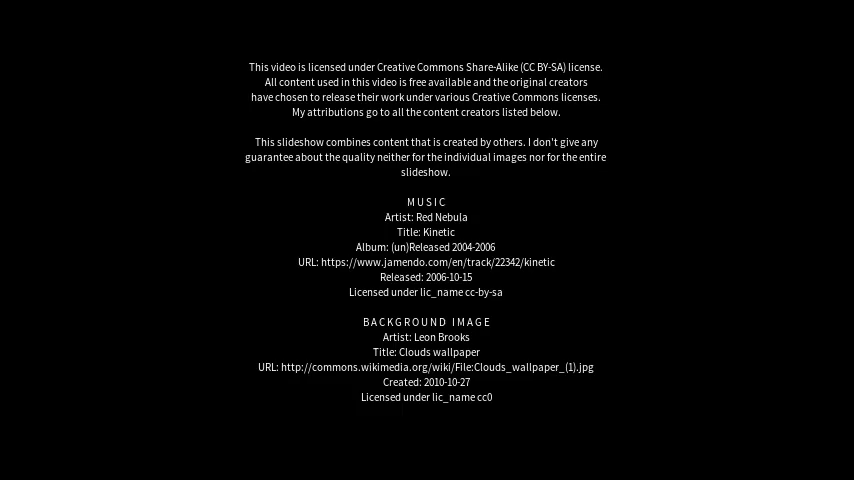 This video is licensed under Creative Commons Share-Alike (CC BY-SA) license.
All content used in this video is free available and the original creators
have chosen to release their work under various Creative Commons licenses.
My attributions go to all the content creators listed below.
This slideshow combines content that is created by others. I don't give any
guarantee about the quality neither for the individual images nor for the entire
slideshow.
MUSIC
Artist: Red Nebula
Title: Kinetic
Album: (un)Released 2004-2006
URL: https://www.jamendo.com/en/track/22342/kinetic
Released: 2006-10-15
Licensed under lic_name cc-by-sa
BACKGROUND IMAGE
Artist: Leon Brooks
Title: Clouds wallpaper
URL: http://commons.wikimedia.org/wiki/File:Clouds_wallpaper_(1).jpg
Created: 2010-10-27
Licensed under lic_name cc0